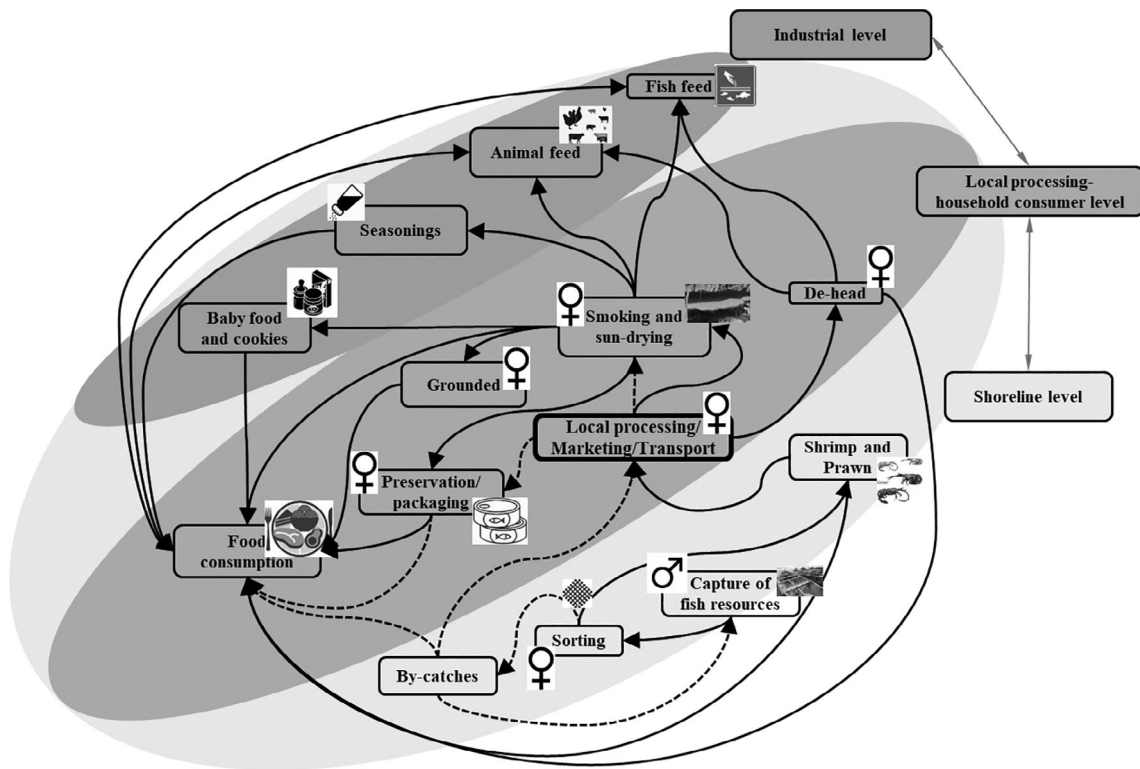 Industrial level
Fish feed
Animal feed
Local processing-
household consumer level
Seasonings
De-head
Baby food
and cookies
Smoking and
sun-drying
Grounded
Shoreline level
Local processing/
Marketing/Transport
Shrimp and
Prawn
Preservation/
packaging
Food
consumption
Capture of
fish resources
Sorting
By-catches